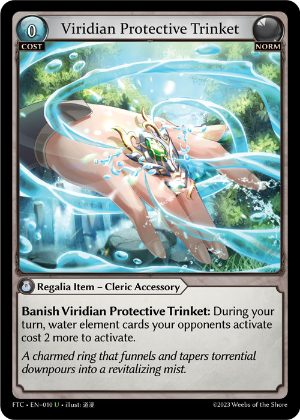 0
COST
Viridian Protective Trinket
NORM
Regalia Item – Cleric Accessory
Banish Viridian Protective Trinket: During your
turn, water element cards your opponents activate
cost 2 more to activate.
A charmed ring that funnels and tapers torrential
downpours into a revitalizing mist.
FTC • EN–010 U • illust:
©2023 Weebs of the Shore